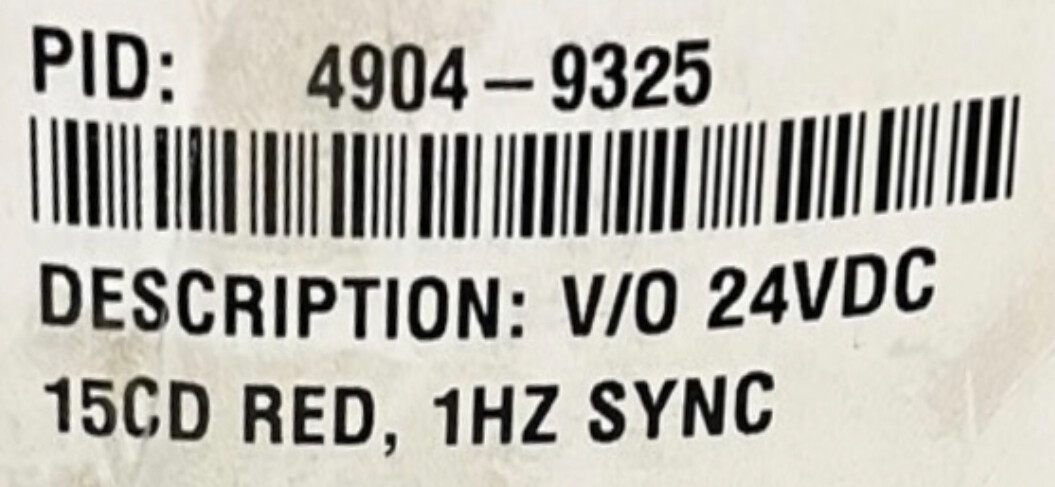 PID: 4904-9325
DESCRIPTION: V/O 24VDC
15CD RED, 1HZ SYNC